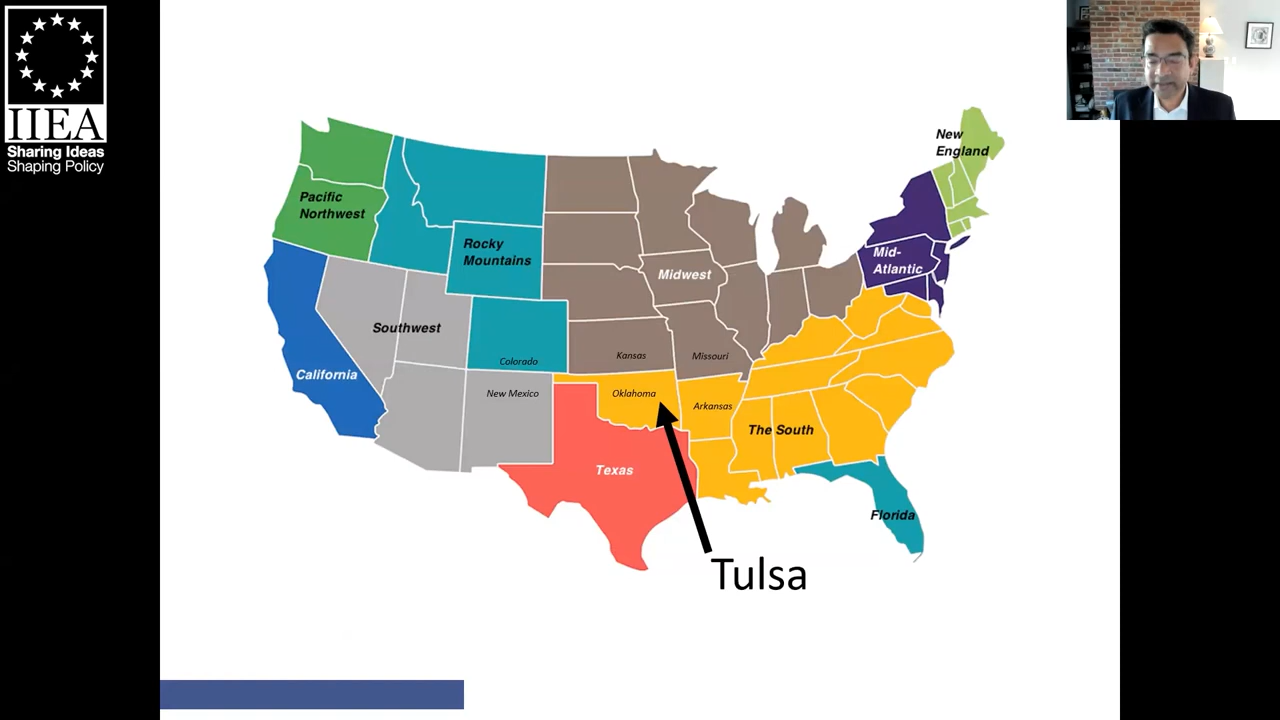 IIEA
Sharing Ideas
Shaping Policy
New
England
Pacific
Northwest
Rocky
Mountains
Midwest
Mid-
Atlantic
Southwest
Colorado
Kansas
Missouri
California
New Mexico
Oklahoma
Arkansas
The South
Texas
Florida
Tulsa